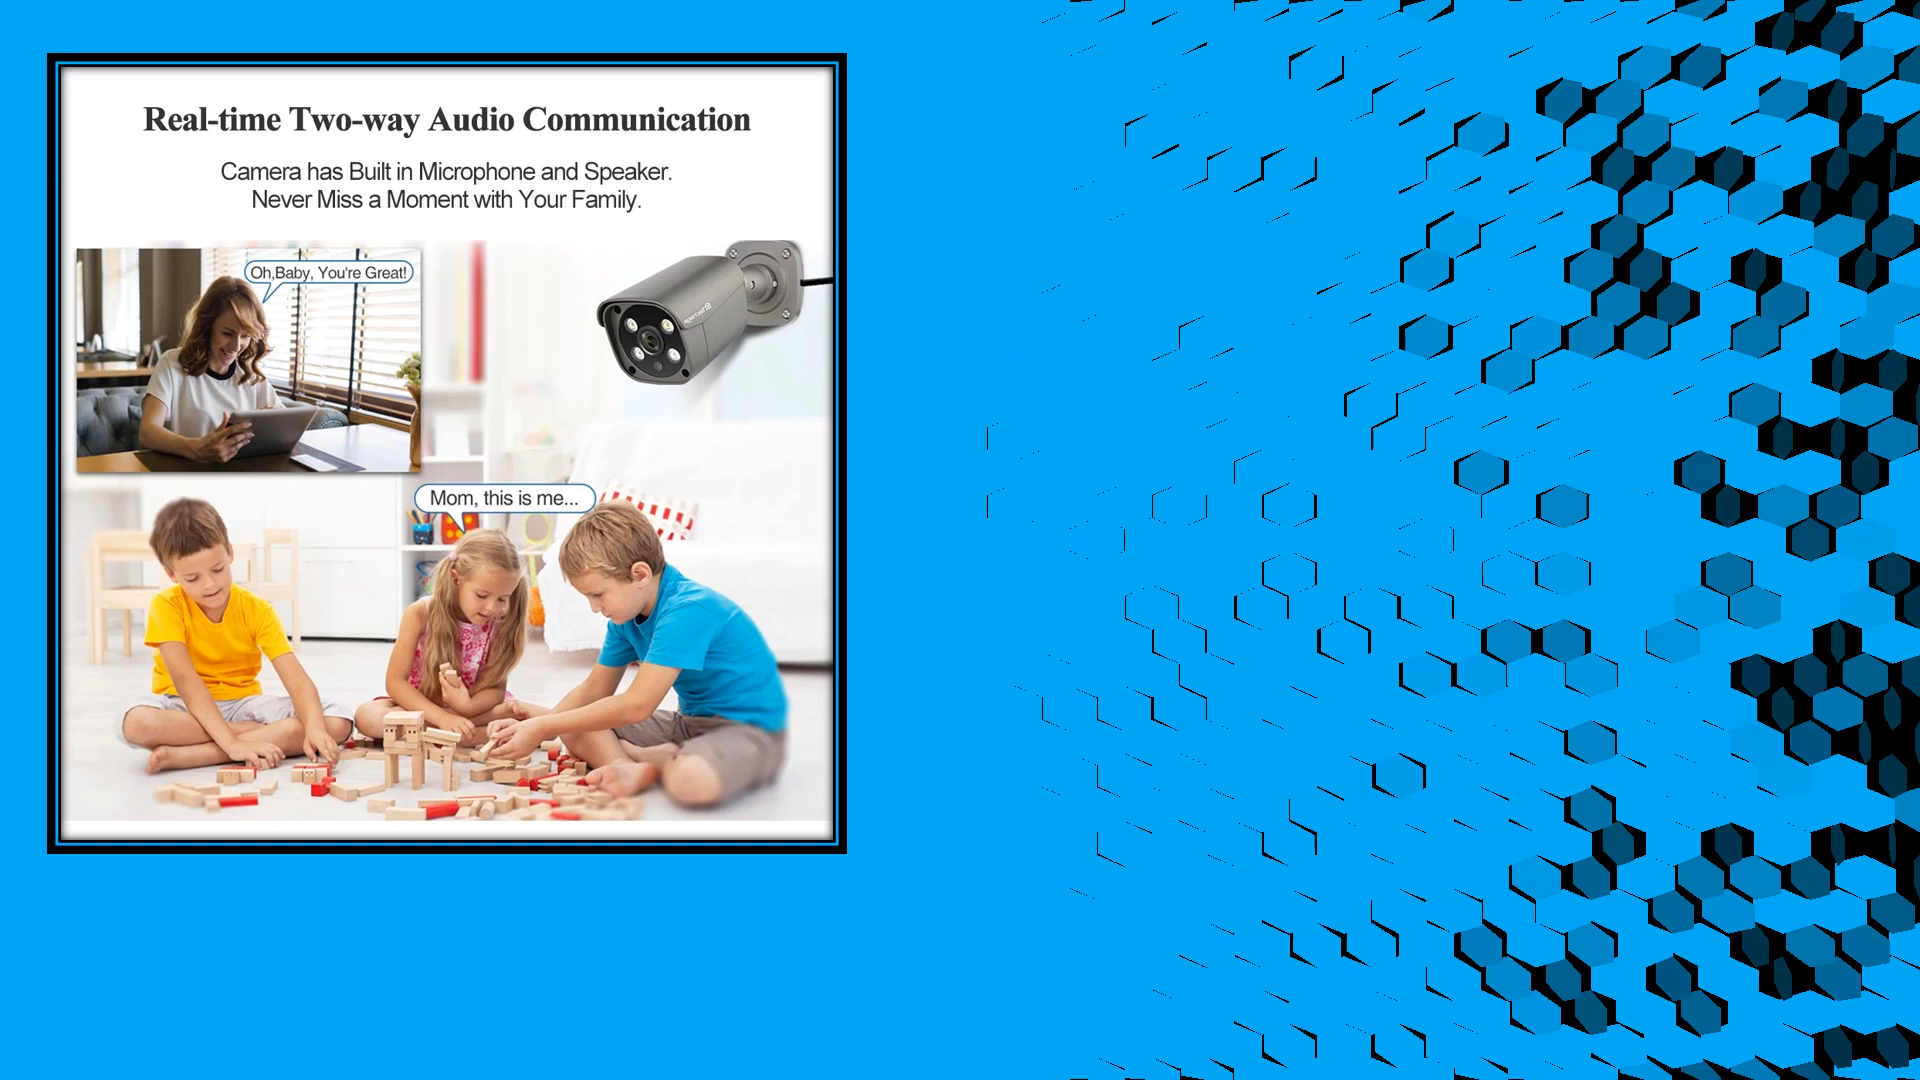 Real-time Two-way Audio Communication
Camera has Built in Microphone and Speaker.
Never Miss a Moment with Your Family.
Oh,Baby, You're Great!
Mom, this is me...